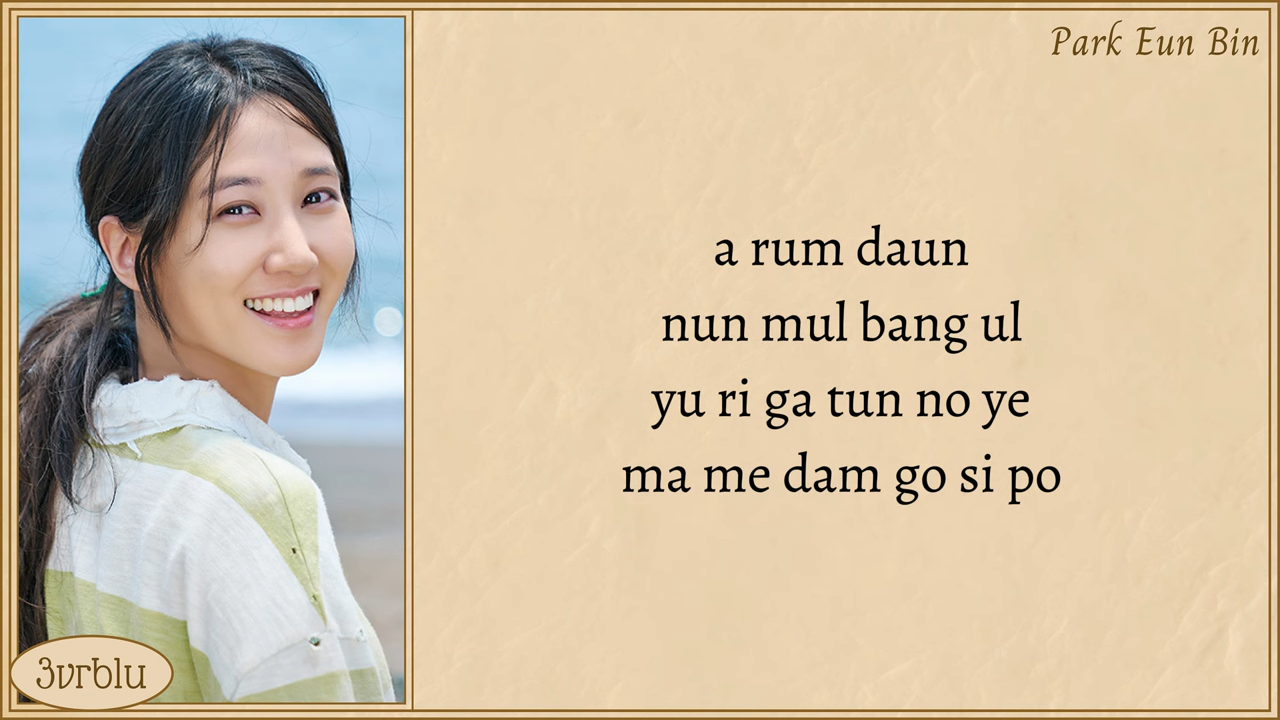 Park Eun Bin
a rum daun
nun mul bang ul
yu ri ga tun no ye
ma me dam go si po
3vrblu